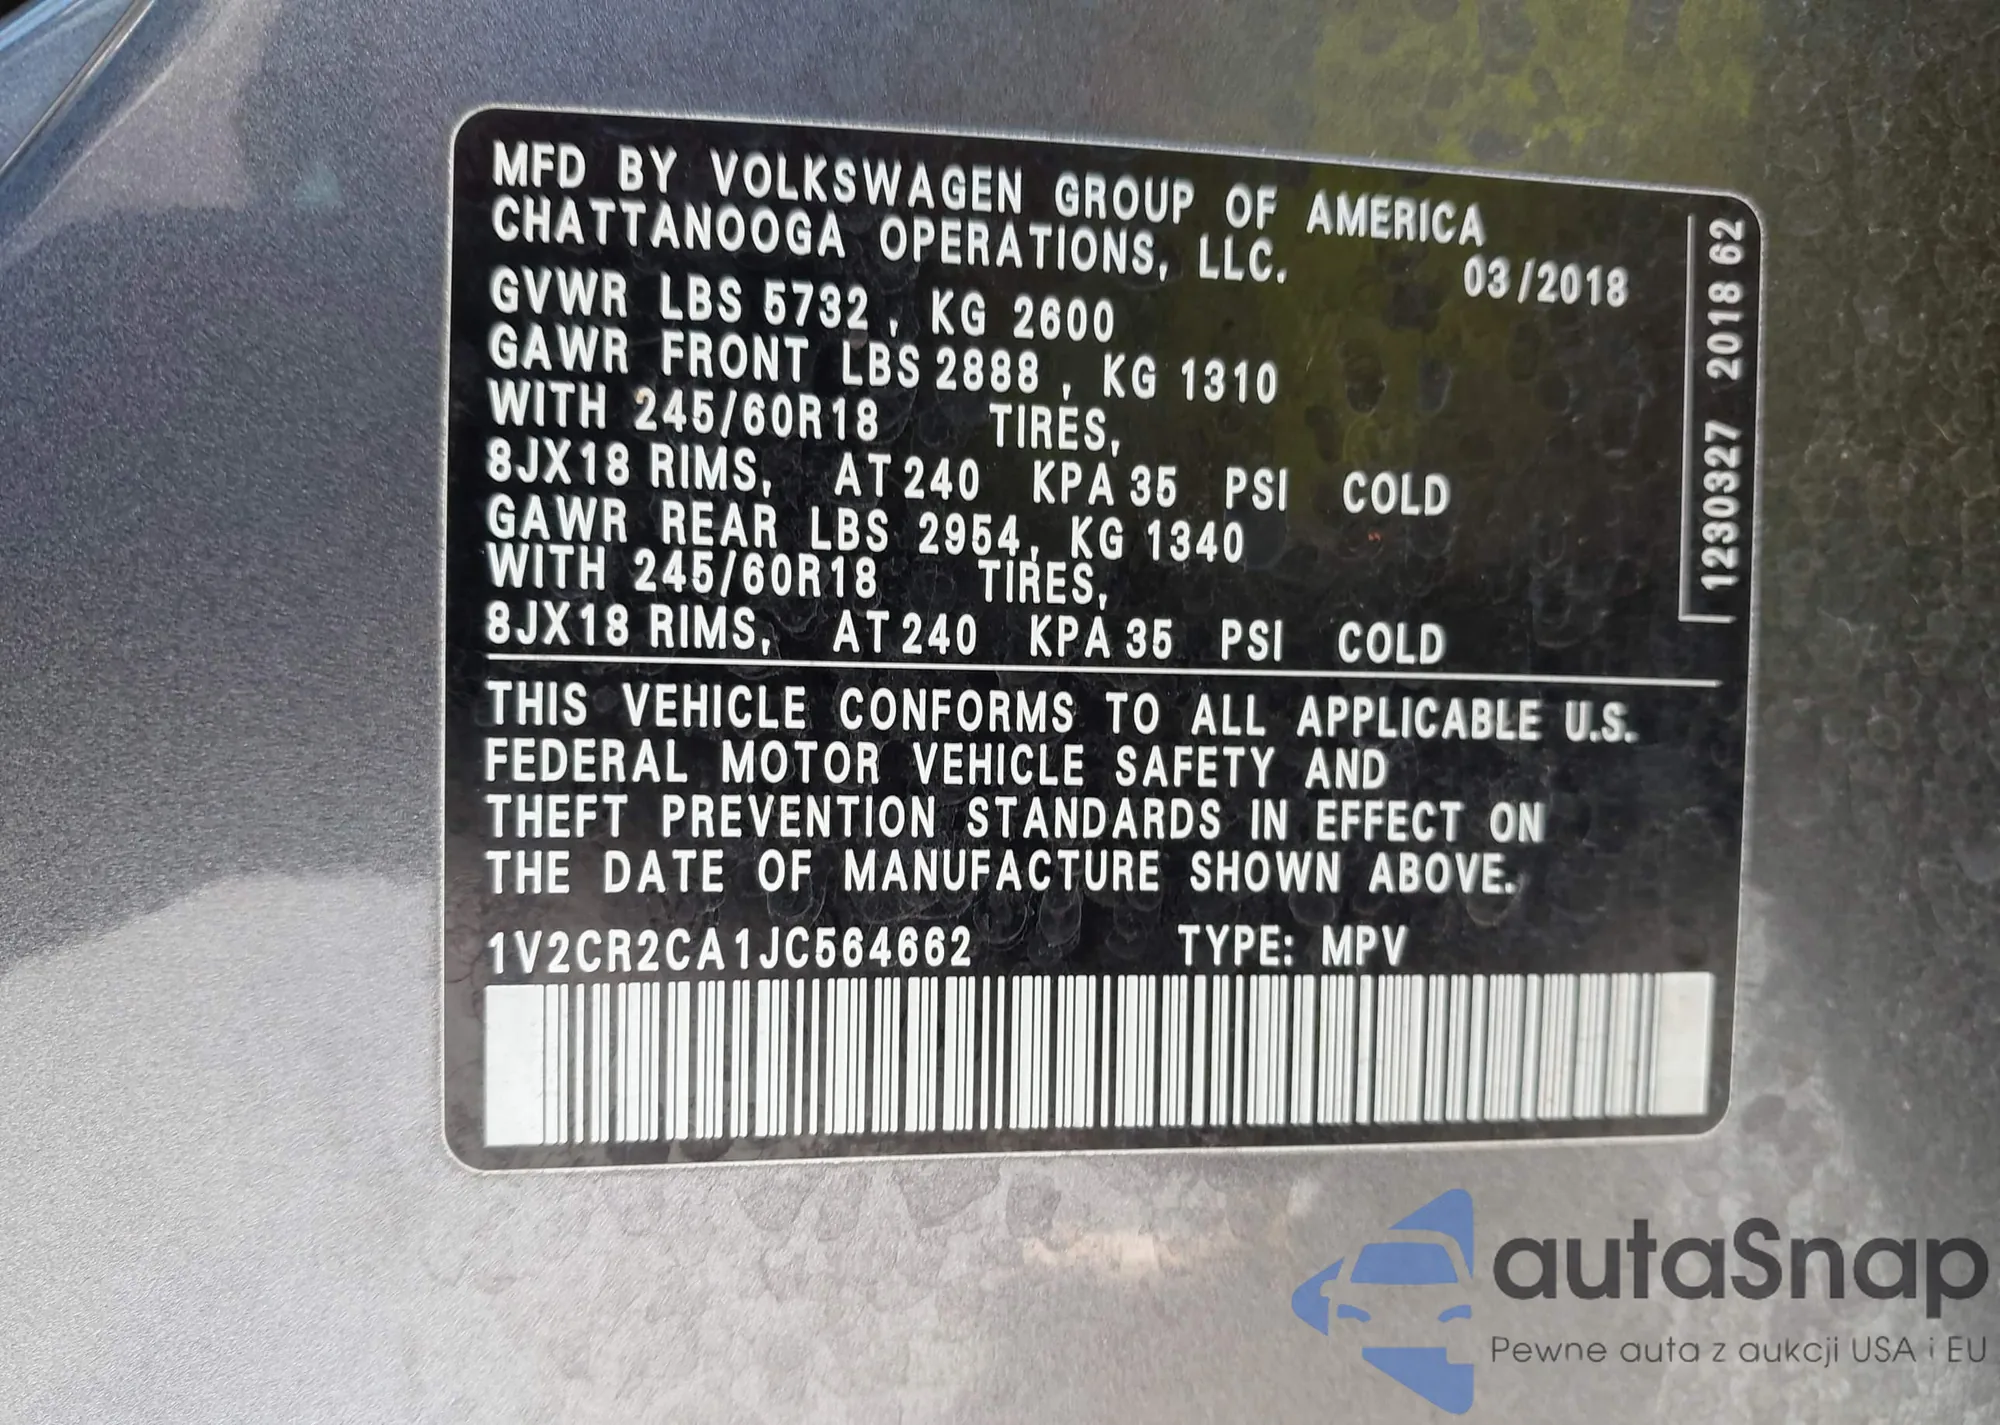 MFD BY VOLKSWAGEN GROUP OF AMERICA
CHATTANOOGA OPERATIONS, LLC.
03/2018
GVWR LBS 5732, KG 2600
GAWR FRONT LBS 2888, KG 1310
WITH 245/60R18 TIRES,
8JX18 RIMS, AT 240 KPA 35 PSI COLD
GAWR REAR LBS 2954, KG 1340
WITH 245/60R18 TIRES,
8JX18 RIMS, AT 240 KPA 35 PSI COLD
1230327 2018 62
THIS VEHICLE CONFORMS TO ALL APPLICABLE U.S.
FEDERAL MOTOR VEHICLE SAFETY AND
THEFT PREVENTION STANDARDS IN EFFECT ON
THE DATE OF MANUFACTURE SHOWN ABOVE.
1V2CR2CA1JC564662 TYPE: MPV
autaSnap
Pewne auta z aukcji USA i EU